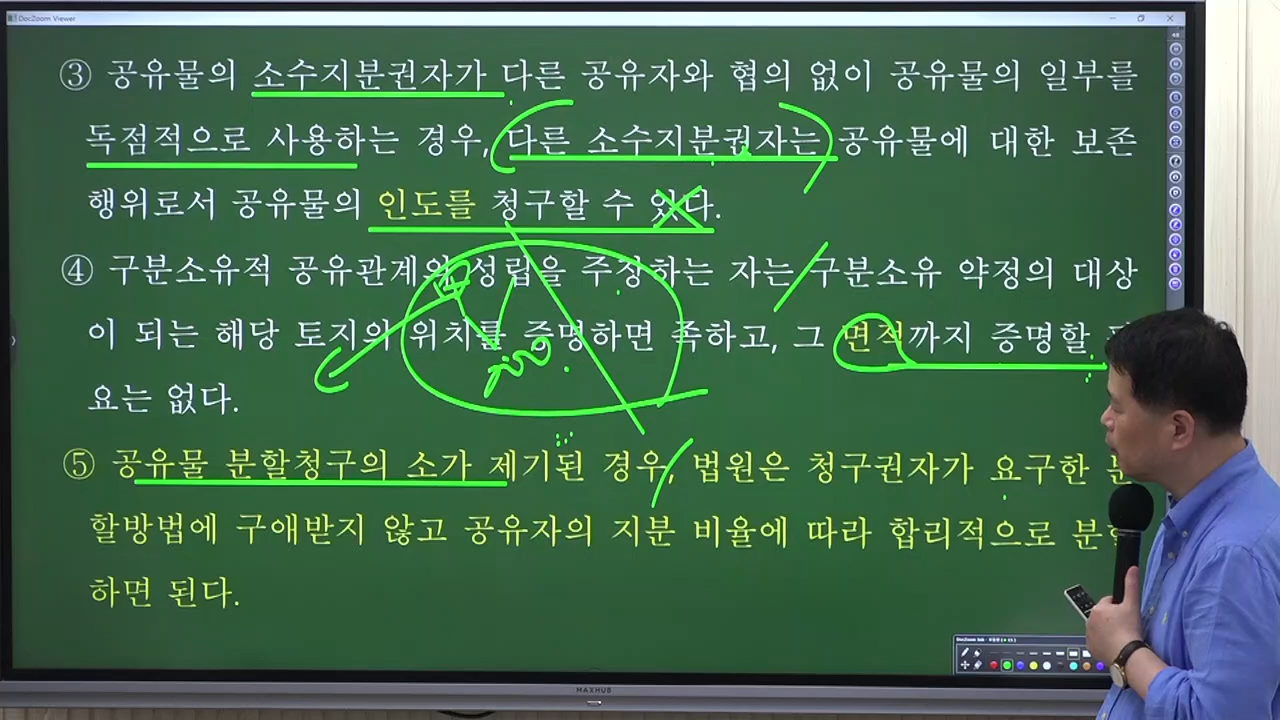 DocZoom Viewer
③ 공유물의 소수지분권자가 다른 공유자와 협의 없이 공유물의 일부를
독점적으로 사용하는 경우, 다른 소수지분권자는 공유물에 대한 보존
행위로서 공유물의 인도를 청구할 수 있다.
④ 구분소유적 공유관계의 성립을 주장하는 자는 구분소유 약정의 대상
이 되는 해당 토지의 위치를 증명하면 족하고, 그 면적까지 증명할
요는 없다.
⑤ 공유물 분할청구의 소가 제기된 경우, 법원은 청구권자가 요구한
할방법에 구애받지 않고 공유자의 지분 비율에 따라 합리적으로
하면 된다.
MAXHUB